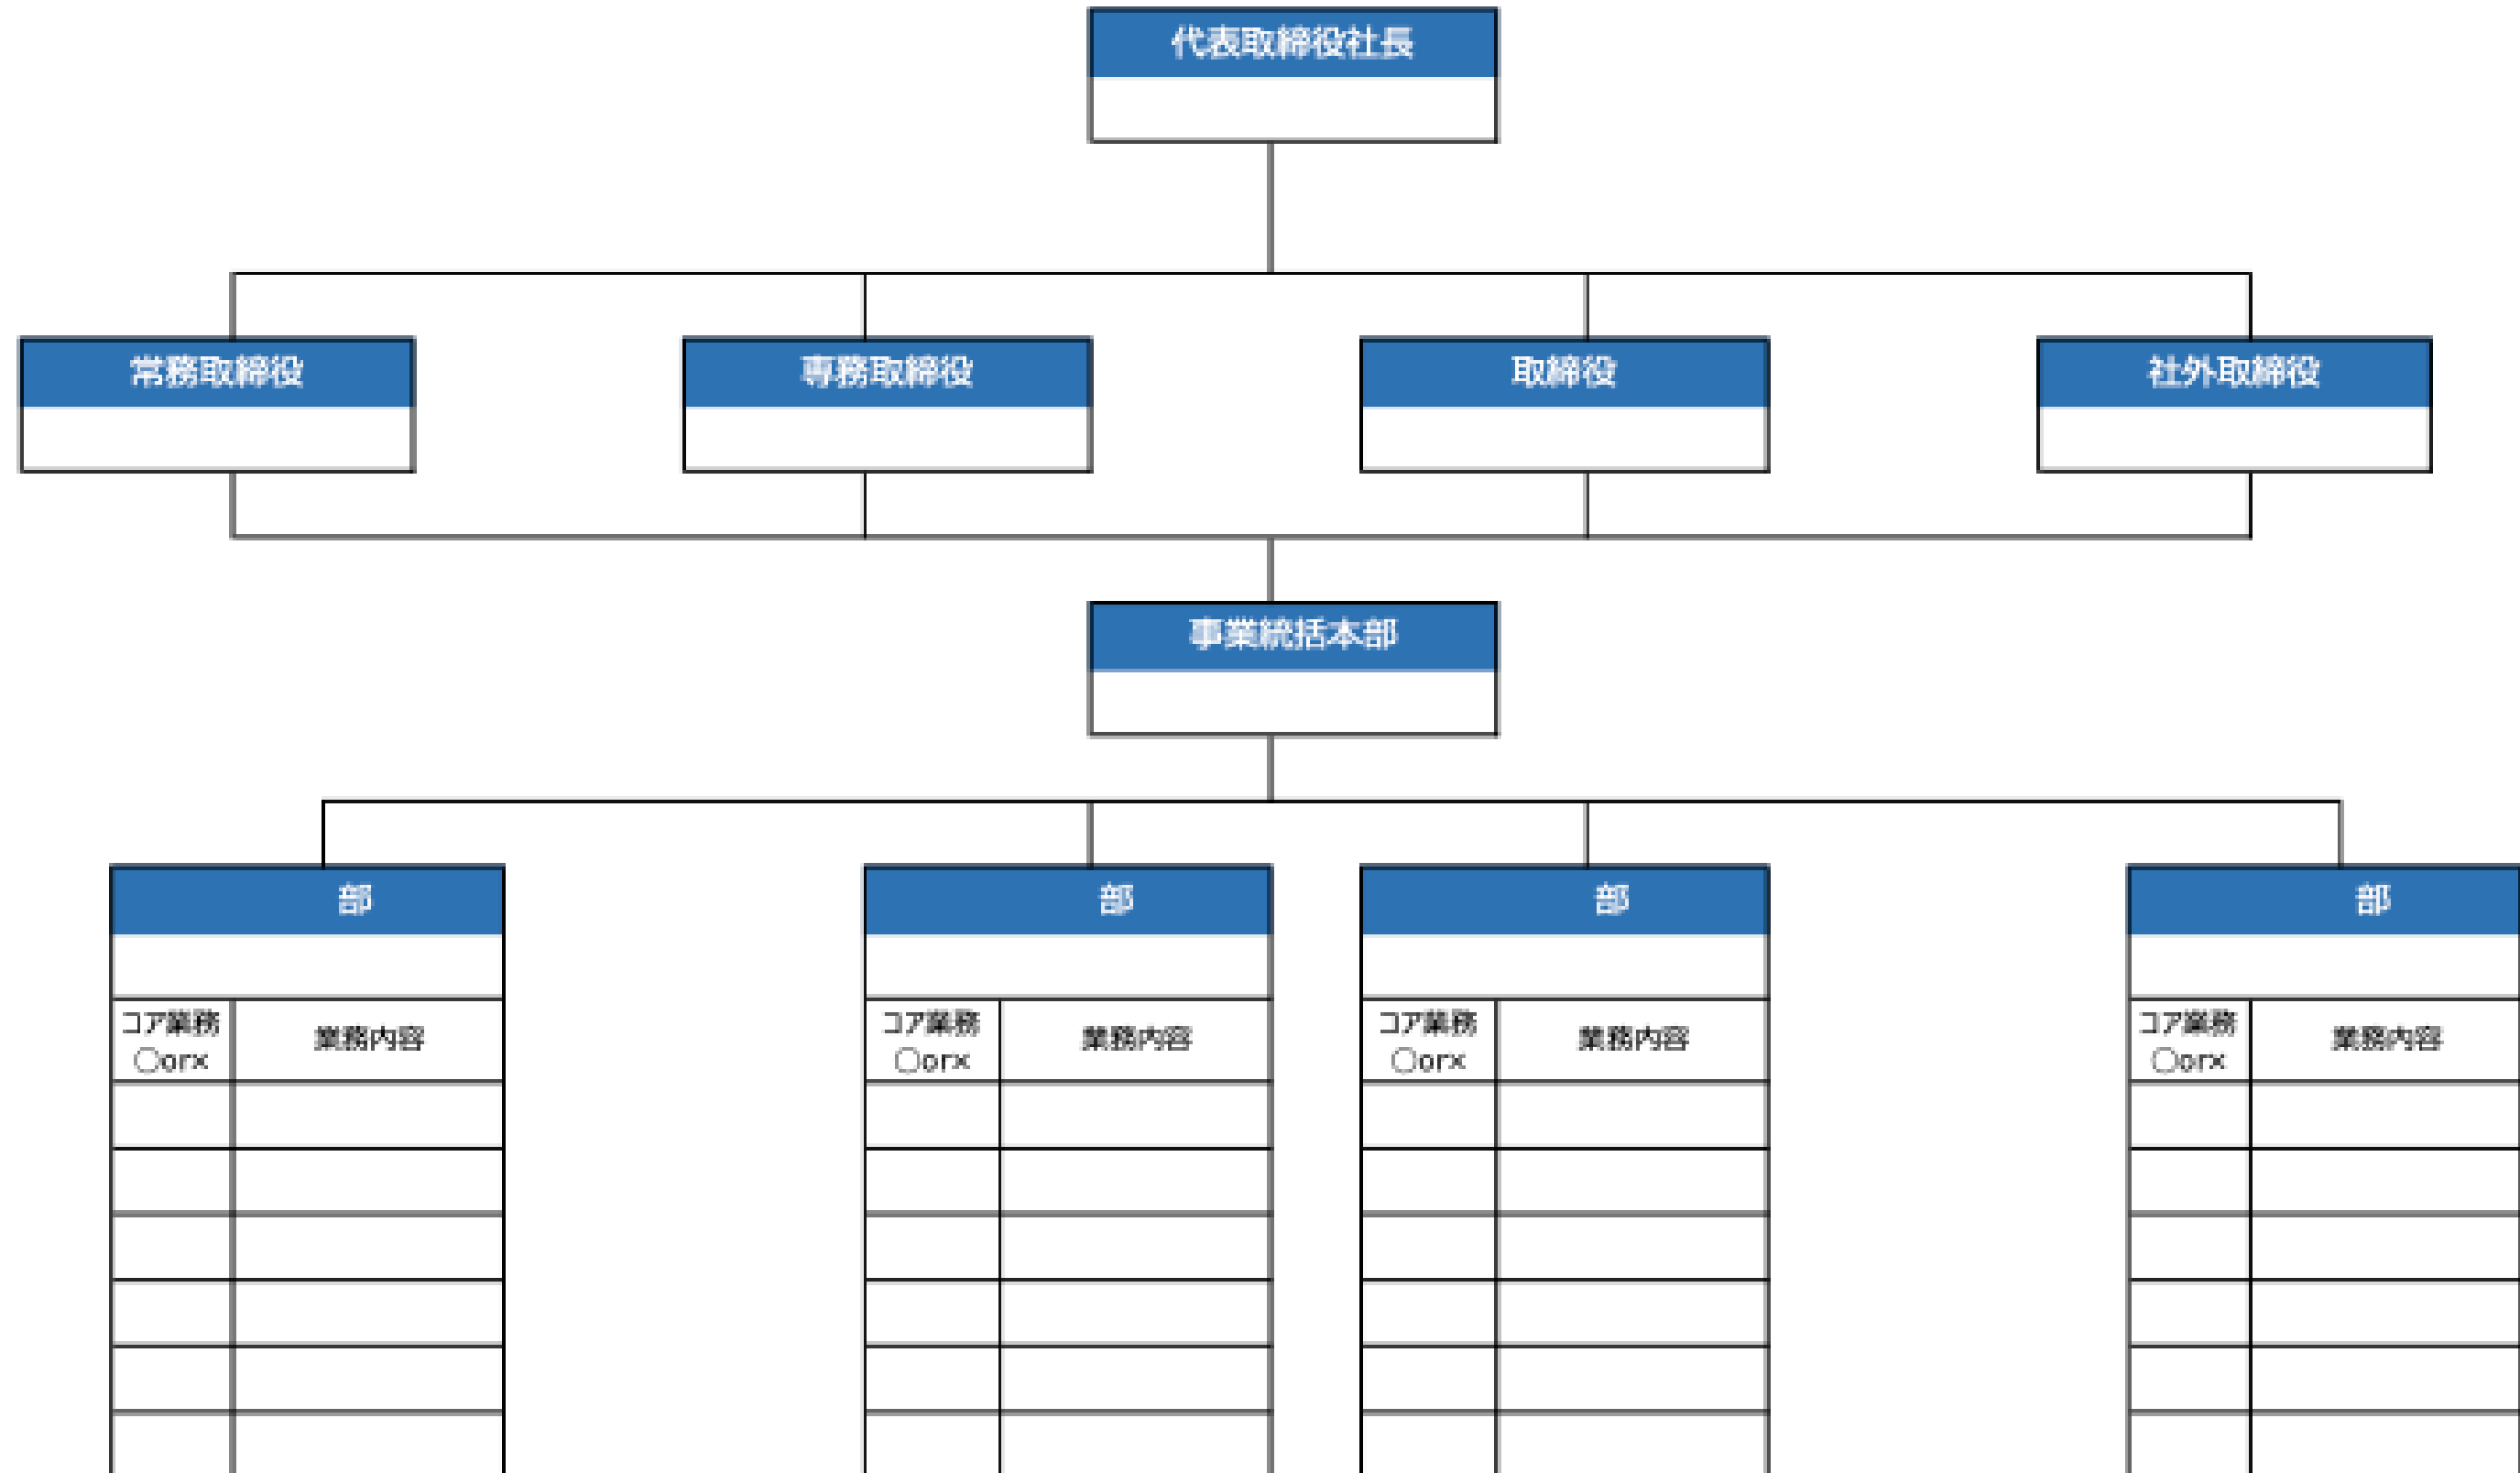 代表取締役社長
常務取締役
専務取締役
取締役
社外取締役
事業統括本部
部
部
部
部
コア業務
○or×
業務内容
コア業務
○or×
業務内容
コア業務
○or×
業務内容
コア業務
○or×
業務内容